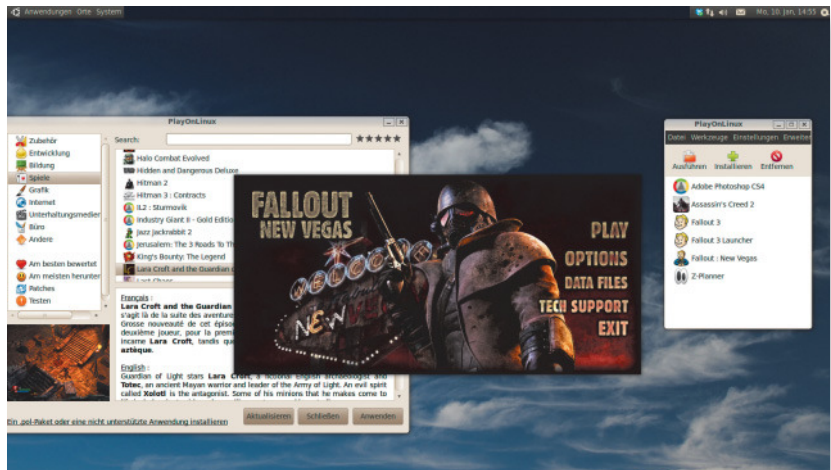 Anwendungen Orte System
Mo, 10. Jan, 14:55
PlayOnLinux
Search:
★★★★★
Zubehör
Entwicklung
Bildung
Spiele
Grafik
Internet
Unterhaltungsmedien
Büro
Andere
Am besten bewertet
Am meisten herunter
Patches
Testen
Halo Combat Evolved
Hidden and Dangerous Deluxe
Hitman 2
Hitman 3 : Contracts
IL2 : Sturmovik
Industry Giant II - Gold Editio
Jazz Jackrabbit 2
Jerusalem: The 3 Roads To Th
King's Bounty: The Legend
Lara Croft and the Guardian
Last Chaos
Français :
Lara Croft and the Guardian
s'agit là de la suite des aventure
Grosse nouveauté de cet épiso
deuxième joueur, pour la premi
incarne Lara Croft, tandis qu
aztèque.
English :
Guardian of Light stars Lara Croft, a fictional English archaeologist and
Totec, an ancient Mayan warrior and leader of the Army of Light. An evil spirit
called Xolotl is the antagonist. Some of his minions that he makes come to
Ein .pol-Paket oder eine nicht unterstützte Anwendung installieren
Aktualisieren
Schließen
Anwenden
FALLOUT
NEW VEGAS
WELCOME
NEW
PLAY
OPTIONS
DATA FILES
TECH SUPPORT
EXIT
PlayOnLinux
Datei Werkzeuge Einstellungen Erweiter
Ausführen Installieren Entfernen
Adobe Photoshop CS4
Assassin's Creed 2
Fallout 3
Fallout 3 Launcher
Fallout : New Vegas
Z-Planner